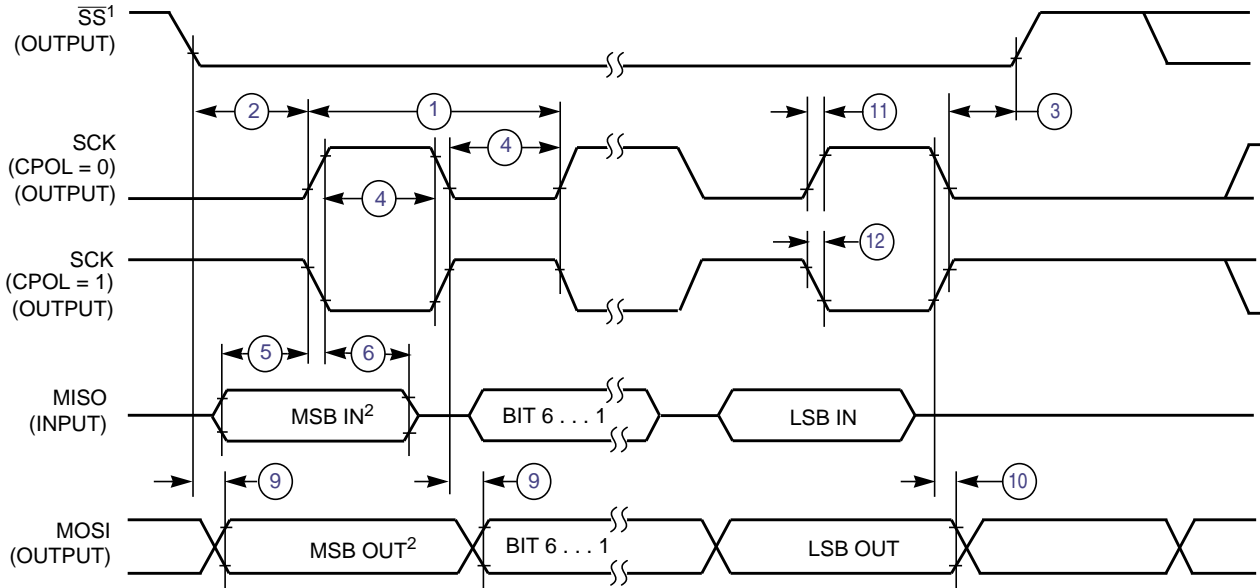 SS¹
(OUTPUT)
2
1
11
3
SCK
(CPOL = 0)
(OUTPUT)
4
4
12
SCK
(CPOL = 1)
(OUTPUT)
5
6
MISO
(INPUT)
MSB IN²
BIT 6 . . . 1
LSB IN
9
9
10
MOSI
(OUTPUT)
MSB OUT²
BIT 6 . . . 1
LSB OUT